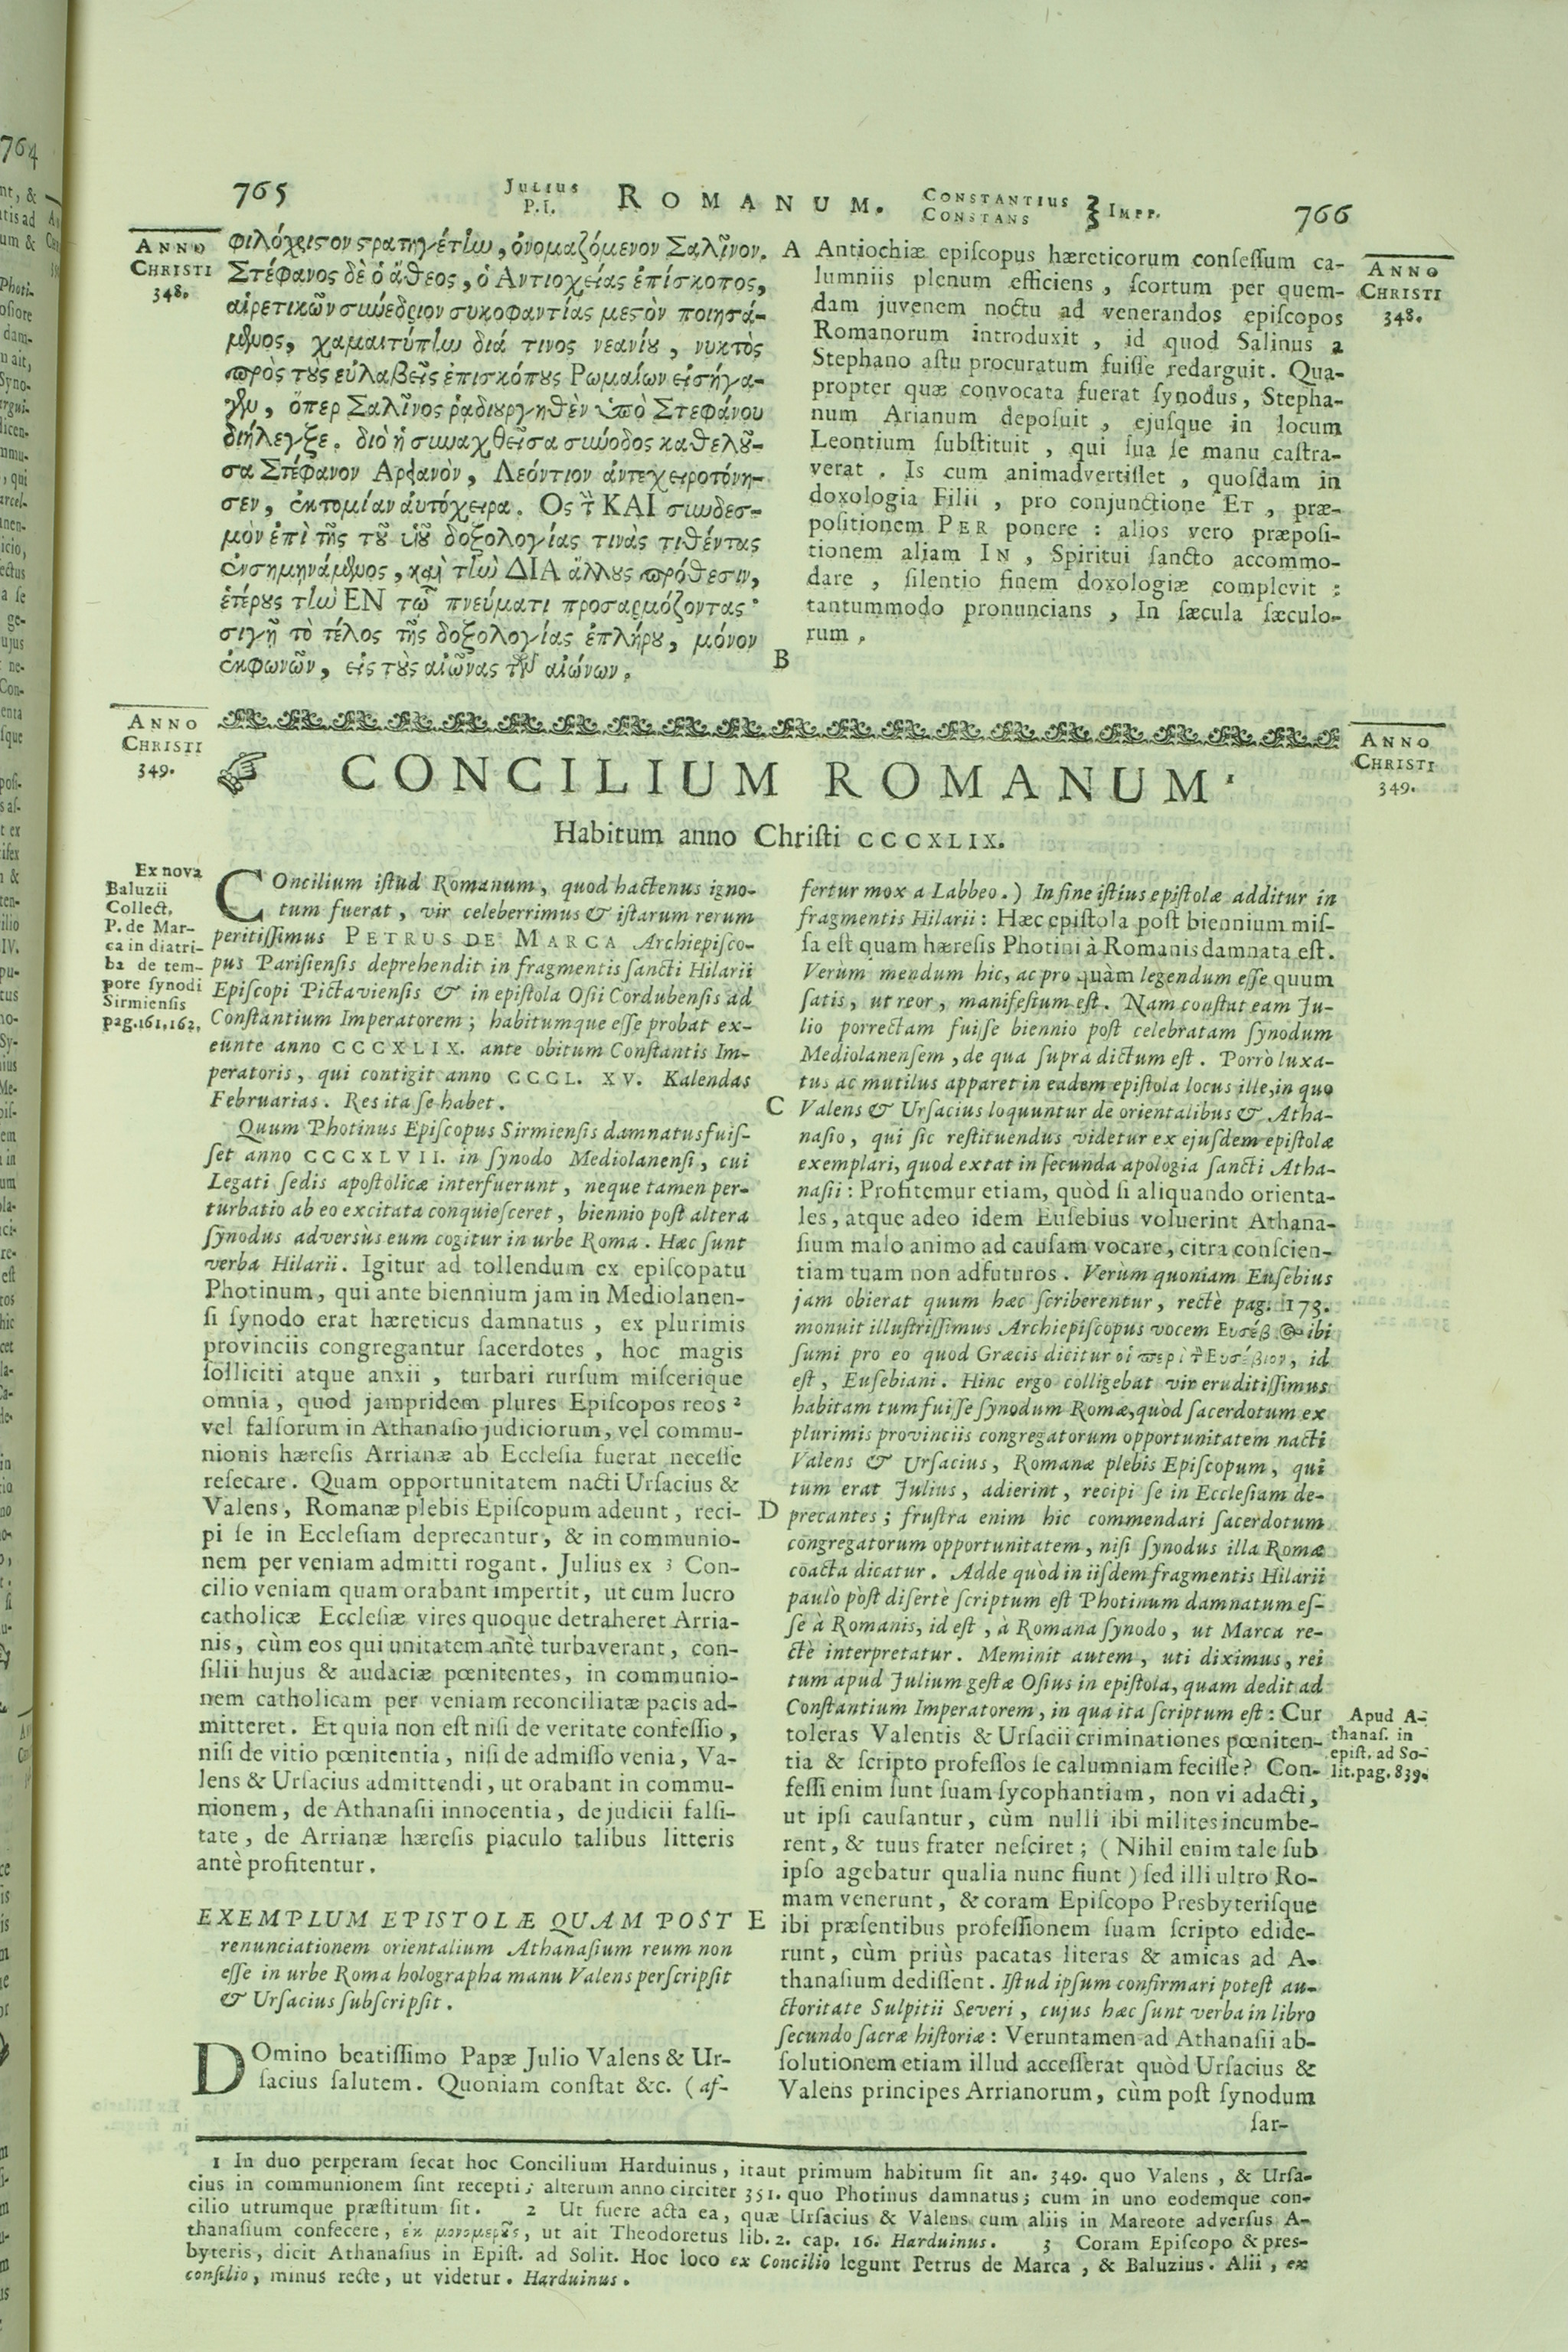 765
JULIUS
P. I.
ROMANUM.
CONSTANTIUS
CONSTANS
IMPP.
766
ANNO
CHRISTI
348.
φιλόχριστον στρατηγέτην, ὀνομαζόμενον Σαλῖνον.
Στέφανος δὲ ὁ ἄθεος, ὁ Αντιοχείας ἐπίσκοπος,
αἱρετικῶν συνέδριον συκοφαντίας μεστὸν ποιησά-
μενος, χαμαιτύπην διά τινος νεανίου, νυκτὸς
πρὸς τοὺς εὐλαβεῖς ἐπισκόπους Ρωμαίων εἰσήγα-
γεν, ὅπερ Σαλῖνος ῥαδιουργηθὲν ὑπὸ Στεφάνου
διήλεγξε. διὸ ἡ συναχθεῖσα σύνοδος καθελοῦ-
σα Στέφανον Αρειανὸν, Λεόντιον ἀντεχειροτόνη-
σεν, ἐκτομίαν αὐτόχειρα. Ος τὸν ΚΑΙ συνδεσ-
μὸν ἐπὶ τῆς τοῦ υἱοῦ δοξολογίας τινὰς τιθέντας
ἐνσημηνάμενος, καὶ τὴν ΔΙΑ ἄλλους πρόθεσιν,
ἑτέρους τὴν ΕΝ τῷ πνεύματι προσαρμόζοντας·
σιγῇ τὸ τέλος τῆς δοξολογίας ἐπλήρου, μόνον
ἐκφωνῶν, εἰς τοὺς αἰῶνας τῶν αἰώνων.
A
B
Antiochiæ episcopus hæreticorum consessum ca-
lumniis plenum efficiens, scortum per quem-
dam juvenem noctu ad venerandos episcopos
Romanorum introduxit, id quod Salinus a
Stephano astu procuratum fuisse redarguit. Qua-
propter quæ convocata fuerat synodus, Stepha-
num Arianum deposuit, ejusque in locum
Leontium substituit, qui sua se manu castra-
verat. Is cum animadvertisset, quosdam in
doxologia Filii, pro conjunctione ET, præ-
positionem PER ponere: alios vero præposi-
tionem aliam IN, Spiritui sancto accommo-
dare, silentio finem doxologiæ complevit:
tantummodo pronuncians, In sæcula sæculo-
rum.
ANNO
CHRISTI
348.
ANNO
CHRISTI
349.
☞ CONCILIUM ROMANUM ¹
Habitum anno Christi CCCXLIX.
ANNO
CHRISTI
349.
Ex nova
Baluzii
Collect.
P. de Mar-
ca in diatri-
ba de tem-
pore synodi
Sirmiensis
pag.161,162,
COncilium istud Romanum, quod hactenus igno-
tum fuerat, vir celeberrimus & istarum rerum
peritissimus PETRUS DE MARCA Archiepisco-
pus Parisiensis deprehendit in fragmentis sancti Hilarii
Episcopi Pictaviensis & in epistola Osii Cordubensis ad
Constantium Imperatorem; habitumque esse probat ex-
eunte anno CCCXLIX. ante obitum Constantis Im-
peratoris, qui contigit anno CCCL. XV. Kalendas
Februarias. Res ita se habet.
Quum Photinus Episcopus Sirmiensis damnatus fuis-
set anno CCCXLVII. in synodo Mediolanensi, cui
Legati sedis apostolicæ interfuerunt, neque tamen per-
turbatio ab eo excitata conquiesceret, biennio post altera
synodus adversùs eum cogitur in urbe Roma. Hæc sunt
verba Hilarii. Igitur ad tollendum ex episcopatu
Photinum, qui ante biennium jam in Mediolanen-
si synodo erat hæreticus damnatus, ex plurimis
provinciis congregantur sacerdotes, hoc magis
solliciti atque anxii, turbari rursum miscerique
omnia, quod jampridem plures Episcopos reos ²
vel falsorum in Athanasio judiciorum, vel commu-
nionis hæresis Arrianæ ab Ecclesia fuerat necesse
resecare. Quam opportunitatem nacti Ursacius &
Valens, Romanæ plebis Episcopum adeunt, reci-
pi se in Ecclesiam deprecantur, & in communio-
nem per veniam admitti rogant. Julius ex ³ Con-
cilio veniam quam orabant impertit, ut cum lucro
catholicæ Ecclesiæ vires quoque detraheret Arria-
nis, cùm eos qui unitatem antè turbaverant, con-
silii hujus & audaciæ pœnitentes, in communio-
nem catholicam per veniam reconciliatæ pacis ad-
mitteret. Et quia non est nisi de veritate confessio,
nisi de vitio pœnitentia, nisi de admisso venia, Va-
lens & Ursacius admittendi, ut orabant in commu-
nionem, de Athanasii innocentia, de judicii falsi-
tate, de Arrianæ hæresis piaculo talibus litteris
antè profitentur.
EXEMPLUM EPISTOLÆ QUAM POST
renunciationem orientalium Athanasium reum non
esse in urbe Roma holographa manu Valens perscripsit
& Ursacius subscripsit.
DOmino beatissimo Papæ Julio Valens & Ur-
sacius salutem. Quoniam constat &c. (af-
C
D
E
fertur mox a Labbeo.) In fine istius epistolæ additur in
fragmentis Hilarii: Hæc epistola post biennium mis-
sa est quam hæresis Photini à Romanis damnata est.
Verùm mendum hic, ac pro quàm legendum esse quum
satis, ut reor, manifestum est. Nam constat eam Ju-
lio porrectam fuisse biennio post celebratam synodum
Mediolanensem, de qua supra dictum est. Porrò luxa-
tus ac mutilus apparet in eadem epistola locus ille, in quo
Valens & Ursacius loquuntur de orientalibus & Atha-
nasio, qui sic restituendus videtur ex ejusdem epistolæ
exemplari, quod extat in secunda apologia sancti Atha-
nasii: Profitemur etiam, quòd si aliquando orienta-
les, atque adeo idem Eusebius voluerint Athana-
sium malo animo ad causam vocare, citra conscien-
tiam tuam non adfuturos. Verùm quoniam Eusebius
jam obierat quum hæc scriberentur, rectè pag. 173.
monuit illustrissimus Archiepiscopus vocem Ευσέβιος ibi
sumi pro eo quod Græcis dicitur οἱ περὶ τὸν Ευσέβιον, id
est, Eusebiani. Hinc ergo colligebat vir eruditissimus
habitam tum fuisse synodum Romæ, quòd sacerdotum ex
plurimis provinciis congregatorum opportunitatem nacti
Valens & Ursacius, Romanæ plebis Episcopum, qui
tum erat Julius, adierint, recipi se in Ecclesiam de-
precantes; frustra enim hic commendari sacerdotum
congregatorum opportunitatem, nisi synodus illa Romæ
coacta dicatur. Adde quòd in iisdem fragmentis Hilarii
paulò pòst disertè scriptum est Photinum damnatum es-
se à Romanis, id est, à Romana synodo, ut Marca re-
ctè interpretatur. Meminit autem, uti diximus, rei
tum apud Julium gestæ Osius in epistola, quam dedit ad
Constantium Imperatorem, in qua ita scriptum est: Cur
toleras Valentis & Ursacii criminationes pœniten-
tia & scripto professos se calumniam fecisse? Con-
fessi enim sunt suam sycophantiam, non vi adacti,
ut ipsi causantur, cùm nulli ibi milites incumbe-
rent, & tuus frater nesciret; (Nihil enim tale sub
ipso agebatur qualia nunc fiunt) sed illi ultro Ro-
mam venerunt, & coram Episcopo Presbyterisque
ibi præsentibus professionem suam scripto edide-
runt, cùm priùs pacatas literas & amicas ad A-
thanasium dedissent. Istud ipsum confirmari potest au-
ctoritate Sulpitii Severi, cujus hæc sunt verba in libro
secundo sacræ historiæ: Veruntamen ad Athanasii ab-
solutionem etiam illud accesserat quòd Ursacius &
Valens principes Arrianorum, cùm post synodum
sar-
Apud A-
thanas. in
epist. ad So-
lit.pag.839.
1 In duo perperam secat hoc Concilium Harduinus, itaut primum habitum sit an. 349. quo Valens, & Ursa-
cius in communionem sint recepti; alterum anno circiter 351. quo Photinus damnatus; cum in uno eodemque con-
cilio utrumque præstitum sit. 2 Ut fuere acta ea, quæ Ursacius & Valens cum aliis in Mareote adversus A-
thanasium confecere, ἐκ μονομεροῦς, ut ait Theodoretus lib. 2. cap. 16. Harduinus. 3 Coram Episcopo & pres-
byteris, dicit Athanasius in Epist. ad Solit. Hoc loco ex Concilio legunt Petrus de Marca, & Baluzius. Alii, ex
consilio, minus recte, ut videtur. Harduinus.
764